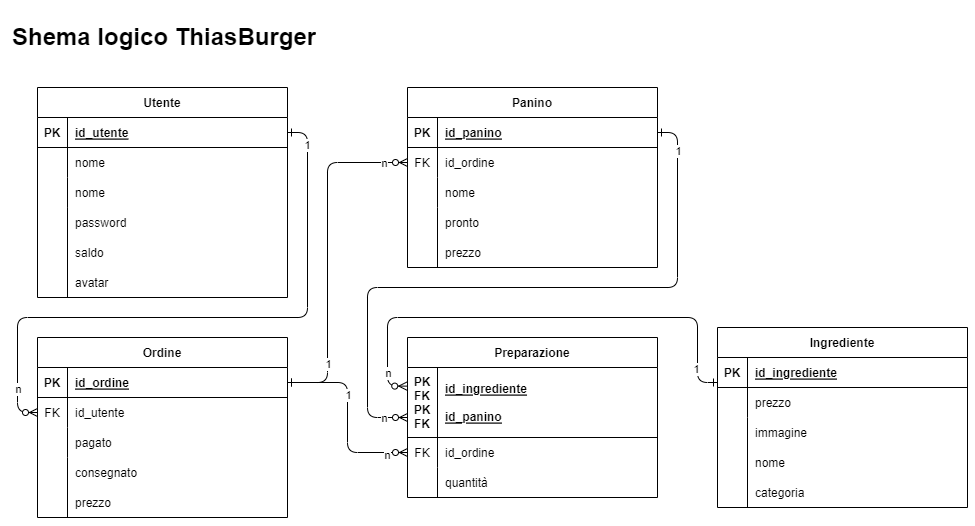 Shema logico ThiasBurger
Utente
PK id_utente
nome
nome
password
saldo
avatar
1
n
Panino
PK id_panino
n FK id_ordine
nome
pronto
prezzo
1
Ordine
PK id_ordine
FK id_utente
pagato
consegnato
prezzo
1
1
Preparazione
n PK FK id_ingrediente
n PK FK id_panino
n FK id_ordine
quantità
Ingrediente
1 PK id_ingrediente
prezzo
immagine
nome
categoria